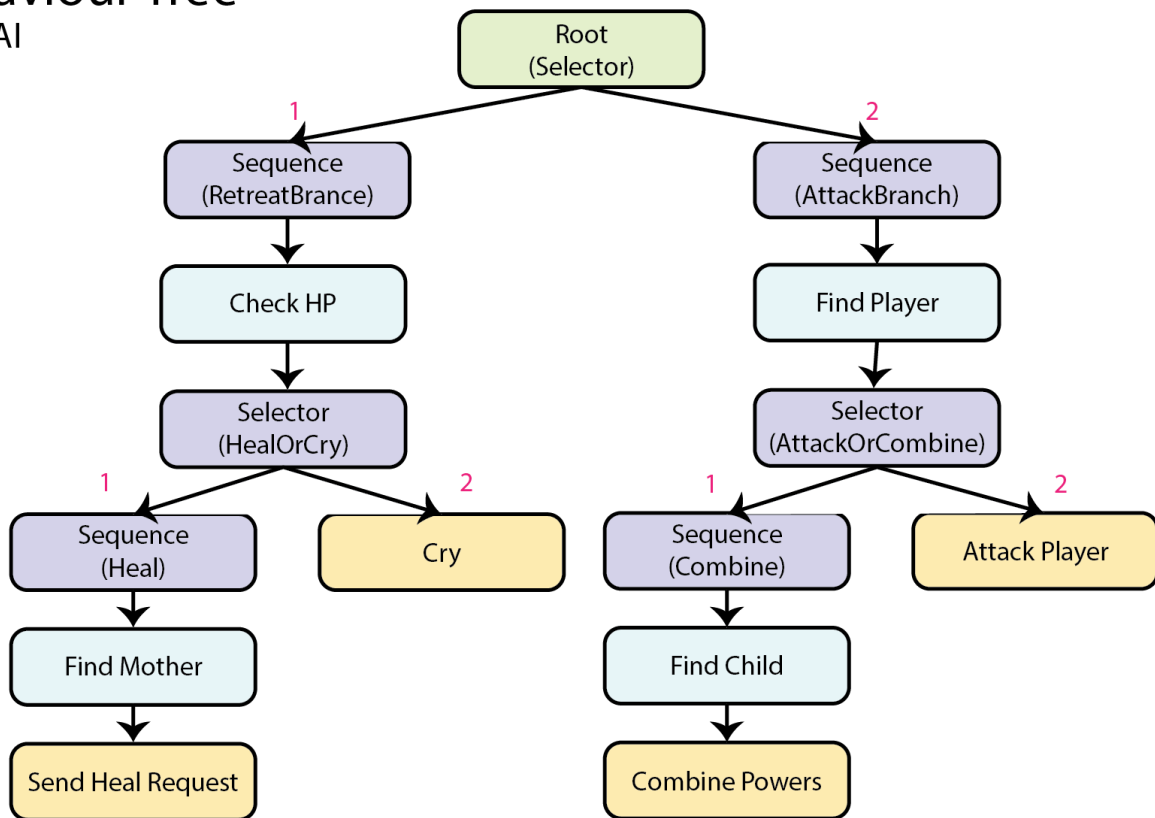 AI
Root
(Selector)
1
2
Sequence
(RetreatBrance)
Sequence
(AttackBranch)
Check HP
Find Player
Selector
(HealOrCry)
Selector
(AttackOrCombine)
1
2
1
2
Sequence
(Heal)
Cry
Sequence
(Combine)
Attack Player
Find Mother
Find Child
Send Heal Request
Combine Powers